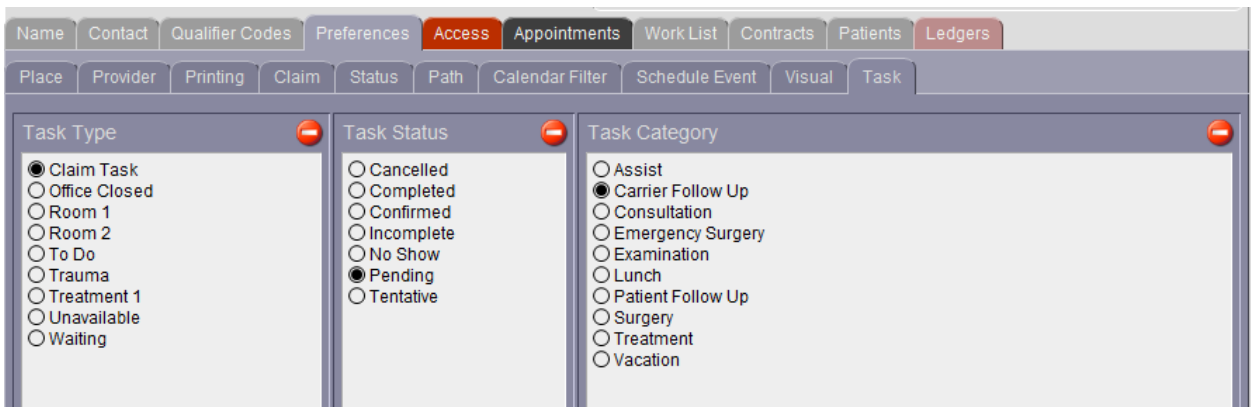 Name Contact Qualifier Codes Preferences Access Appointments Work List Contracts Patients Ledgers
Place Provider Printing Claim Status Path Calendar Filter Schedule Event Visual Task
Task Type
Claim Task
Office Closed
Room 1
Room 2
To Do
Trauma
Treatment 1
Unavailable
Waiting
Task Status
Cancelled
Completed
Confirmed
Incomplete
No Show
Pending
Tentative
Task Category
Assist
Carrier Follow Up
Consultation
Emergency Surgery
Examination
Lunch
Patient Follow Up
Surgery
Treatment
Vacation